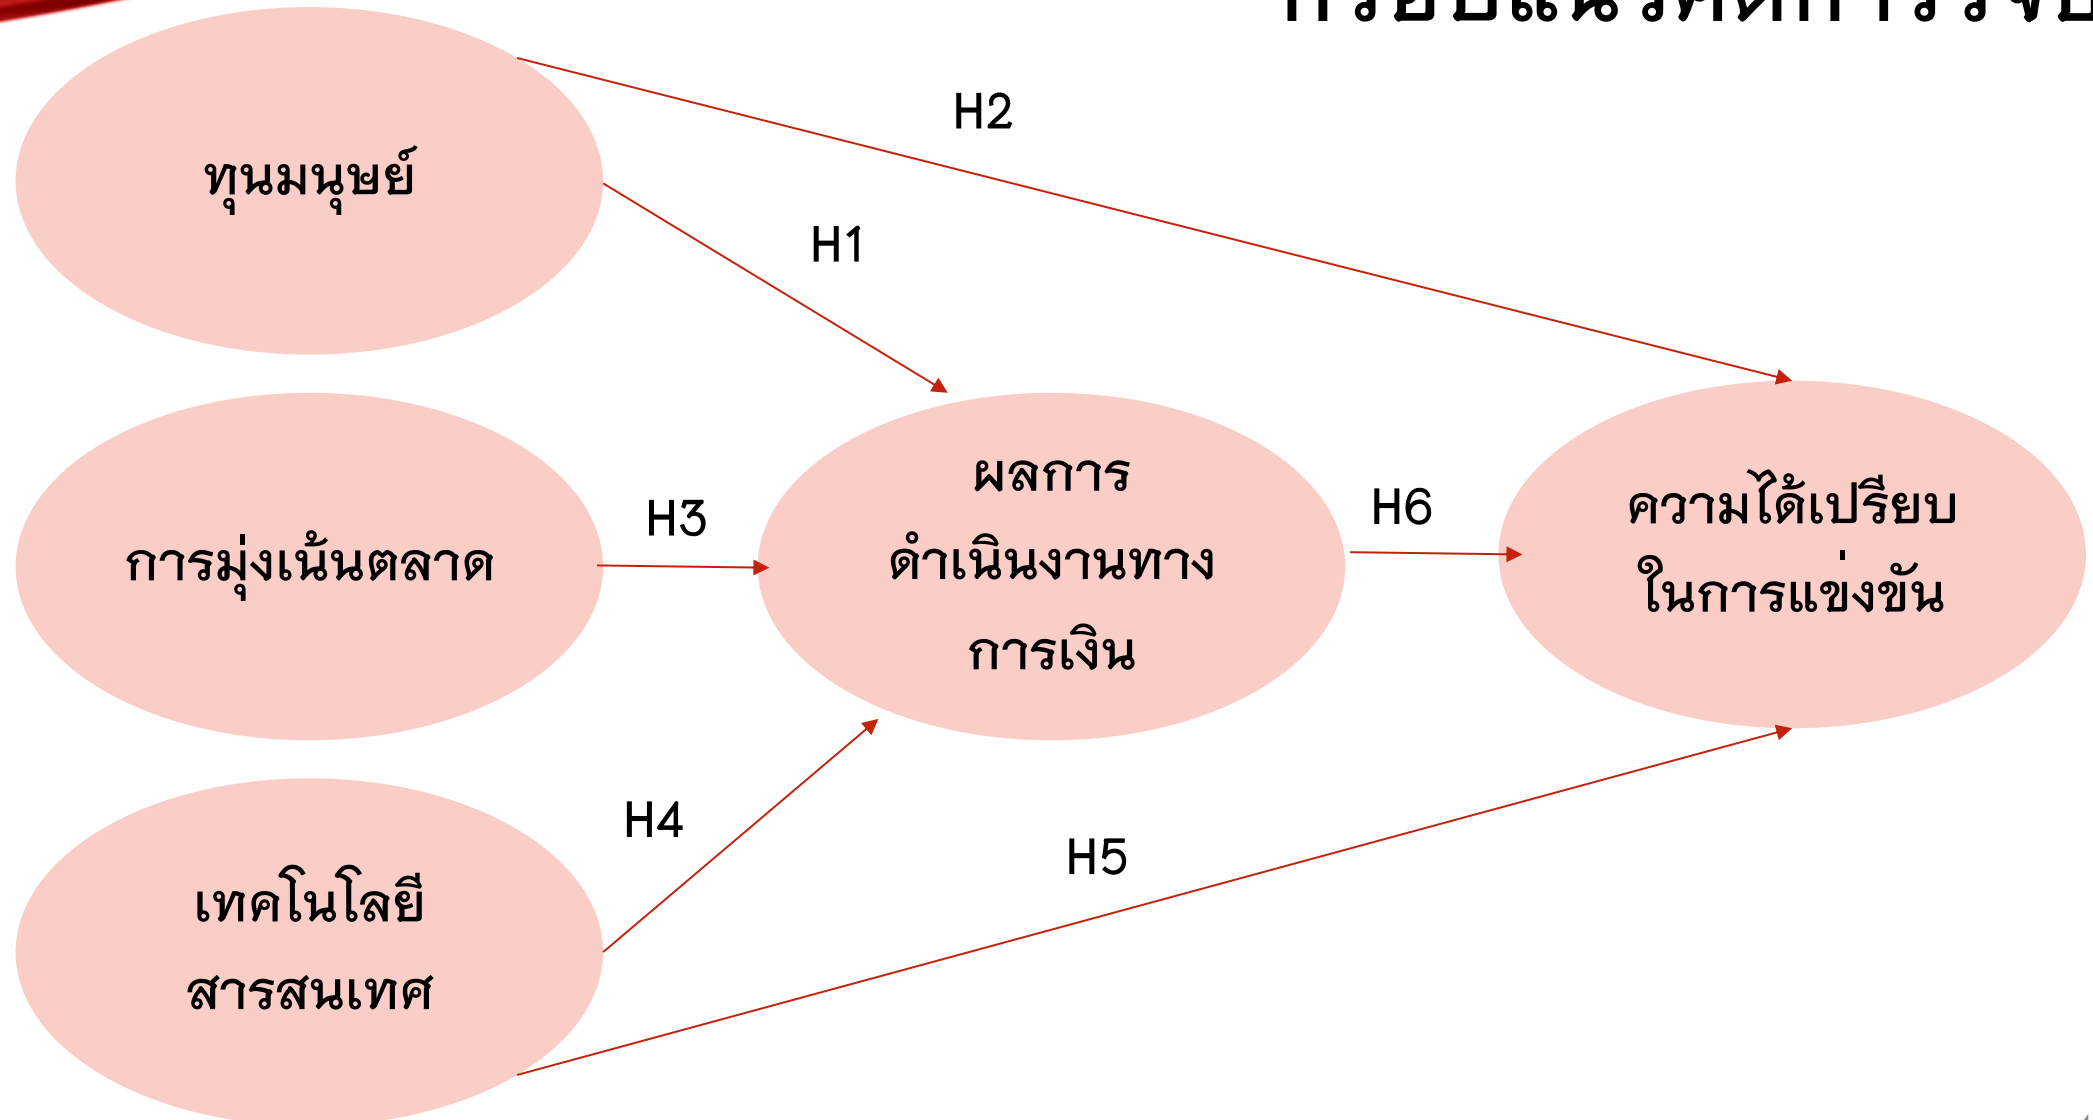 H2
ทุนมนุษย์
H1
การมุ่งเน้นตลาด
H3
ผลการ
ดำเนินงานทาง
การเงิน
H6
ความได้เปรียบ
ในการแข่งขัน
H4
เทคโนโลยี
สารสนเทศ
H5